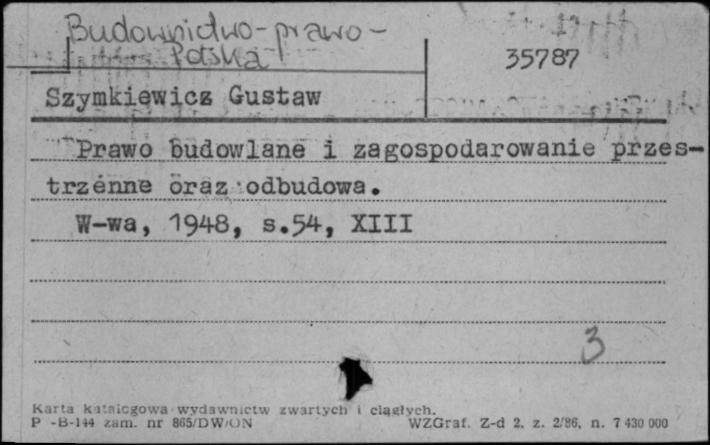 Budownictwo-prawo-
Polska
35787
Szymkiewicz Gustaw
Prawo budowlane i zagospodarowanie przes-
trzenne oraz odbudowa.
W-wa, 1948, s.54, XIII
3
Karta katalogowa wydawnictw zwartych i ciągłych.
P -B-144 zam. nr 865/DW/ON WZGraf. Z-d 2, z. 2/86, n. 7 430 000